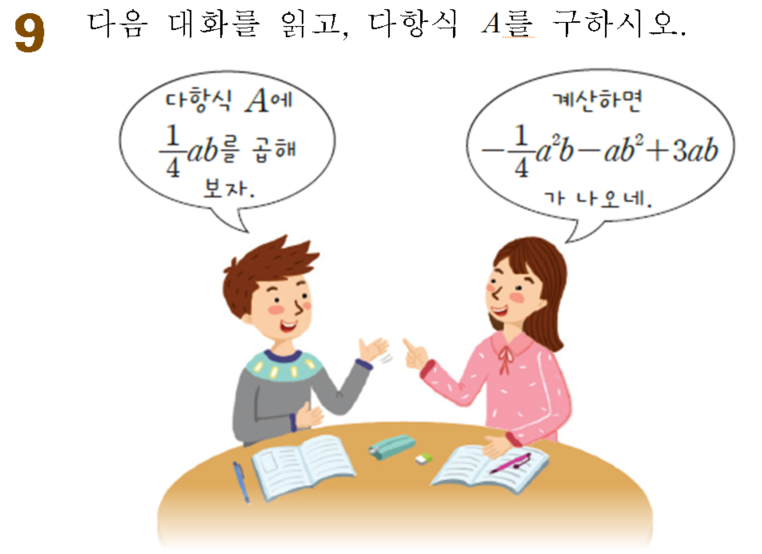 9 다음 대화를 읽고, 다항식 A를 구하시오.
다항식 A에
1/4 ab를 곱해
보자.
계산하면
-1/4 a²b-ab²+3ab
가 나오네.